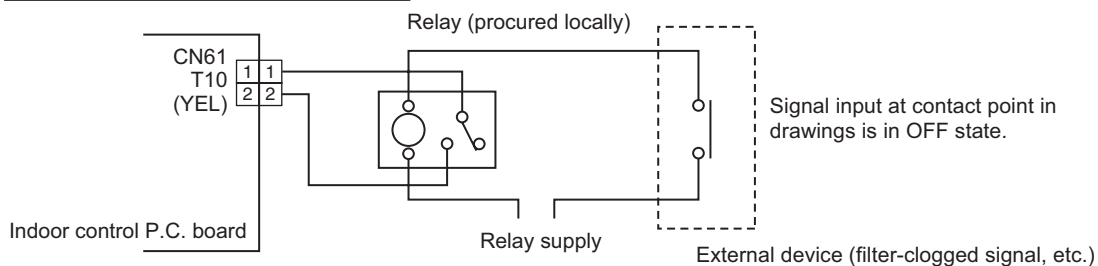 Relay (procured locally)
CN61
T10
(YEL)
1 1
2 2
Signal input at contact point in
drawings is in OFF state.
Indoor control P.C. board
Relay supply
External device (filter-clogged signal, etc.)